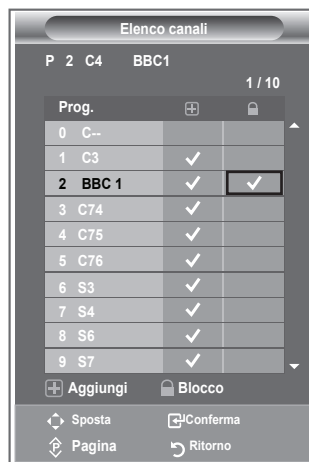 Elenco canali
P 2 C4 BBC1
1 / 10
Prog.
0 C--
1 C3
2 BBC 1
3 C74
4 C75
5 C76
6 S3
7 S4
8 S6
9 S7
Aggiungi Blocco
Sposta Conferma
P Pagina Ritorno